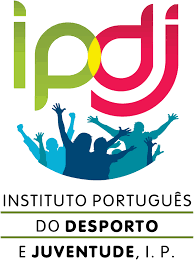 ipdj
INSTITUTO PORTUGUÊS
DO DESPORTO
E JUVENTUDE, I. P.